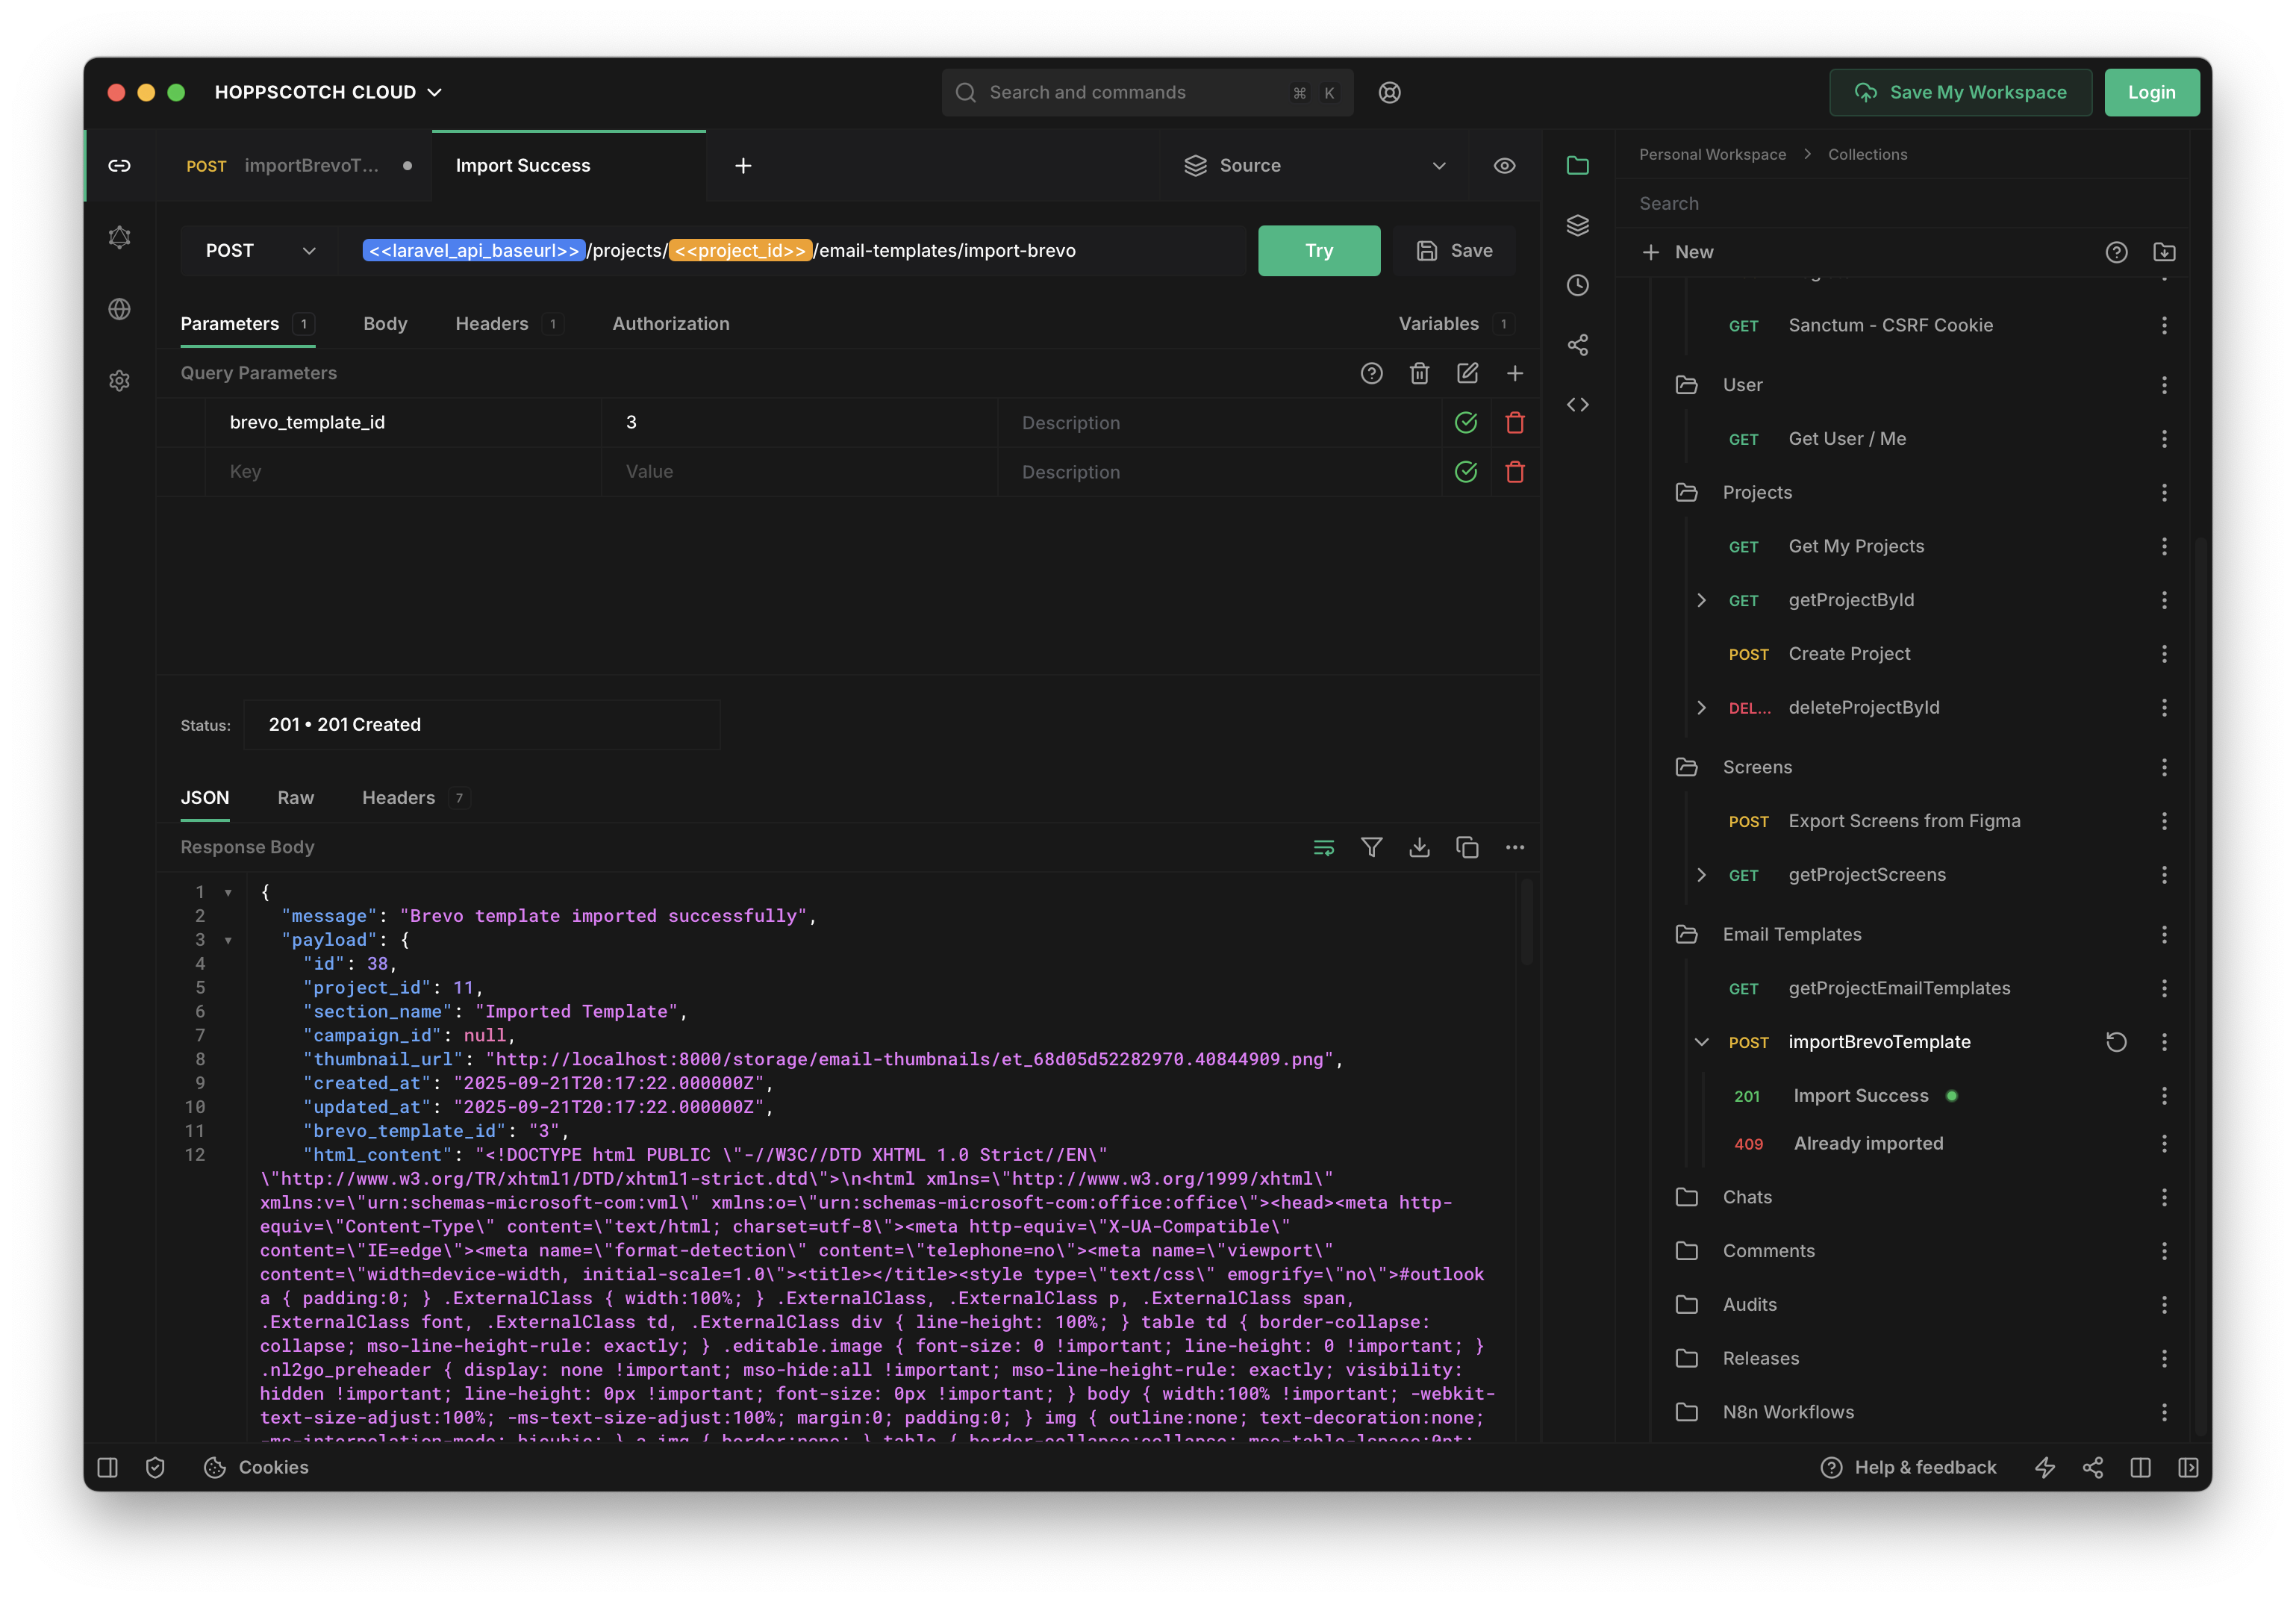 HOPPSCOTCH CLOUD
Search and commands
⌘ K
Save My Workspace
Login
POST importBrevoT...
Import Success
Source
POST
<<laravel_api_baseurl>>/projects/<<project_id>>/email-templates/import-brevo
Try
Save
Parameters 1
Body
Headers 1
Authorization
Variables 1
Query Parameters
brevo_template_id 3 Description
Key Value Description
Status: 201 • 201 Created
JSON
Raw
Headers 7
Response Body
1 {
2 "message": "Brevo template imported successfully",
3 "payload": {
4 "id": 38,
5 "project_id": 11,
6 "section_name": "Imported Template",
7 "campaign_id": null,
8 "thumbnail_url": "http://localhost:8000/storage/email-thumbnails/et_68d05d52282970.40844909.png",
9 "created_at": "2025-09-21T20:17:22.000000Z",
10 "updated_at": "2025-09-21T20:17:22.000000Z",
11 "brevo_template_id": "3",
12 "html_content": "<!DOCTYPE html PUBLIC \"-//W3C//DTD XHTML 1.0 Strict//EN\"
\"http://www.w3.org/TR/xhtml1/DTD/xhtml1-strict.dtd\">\n<html xmlns=\"http://www.w3.org/1999/xhtml\"
xmlns:v=\"urn:schemas-microsoft-com:vml\" xmlns:o=\"urn:schemas-microsoft-com:office:office\"><head><meta http-
equiv=\"Content-Type\" content=\"text/html; charset=utf-8\"><meta http-equiv=\"X-UA-Compatible\"
content=\"IE=edge\"><meta name=\"format-detection\" content=\"telephone=no\"><meta name=\"viewport\"
content=\"width=device-width, initial-scale=1.0\"><title></title><style type=\"text/css\" emogrify=\"no\">#outlook
a { padding:0; } .ExternalClass { width:100%; } .ExternalClass, .ExternalClass p, .ExternalClass span,
.ExternalClass font, .ExternalClass td, .ExternalClass div { line-height: 100%; } table td { border-collapse:
collapse; mso-line-height-rule: exactly; } .editable.image { font-size: 0 !important; line-height: 0 !important; }
.nl2go_preheader { display: none !important; mso-hide:all !important; mso-line-height-rule: exactly; visibility:
hidden !important; line-height: 0px !important; font-size: 0px !important; } body { width:100% !important; -webkit-
text-size-adjust:100%; -ms-text-size-adjust:100%; margin:0; padding:0; } img { outline:none; text-decoration:none;
-ms-interpolation-mode: bicubic; } a img { border:none; } table { border-collapse:collapse; mso-table-lspace:0pt;
Personal Workspace > Collections
Search
New
GET Sanctum - CSRF Cookie
User
GET Get User / Me
Projects
GET Get My Projects
GET getProjectById
POST Create Project
DEL... deleteProjectById
Screens
POST Export Screens from Figma
GET getProjectScreens
Email Templates
GET getProjectEmailTemplates
POST importBrevoTemplate
201 Import Success
409 Already imported
Chats
Comments
Audits
Releases
N8n Workflows
Cookies
Help & feedback